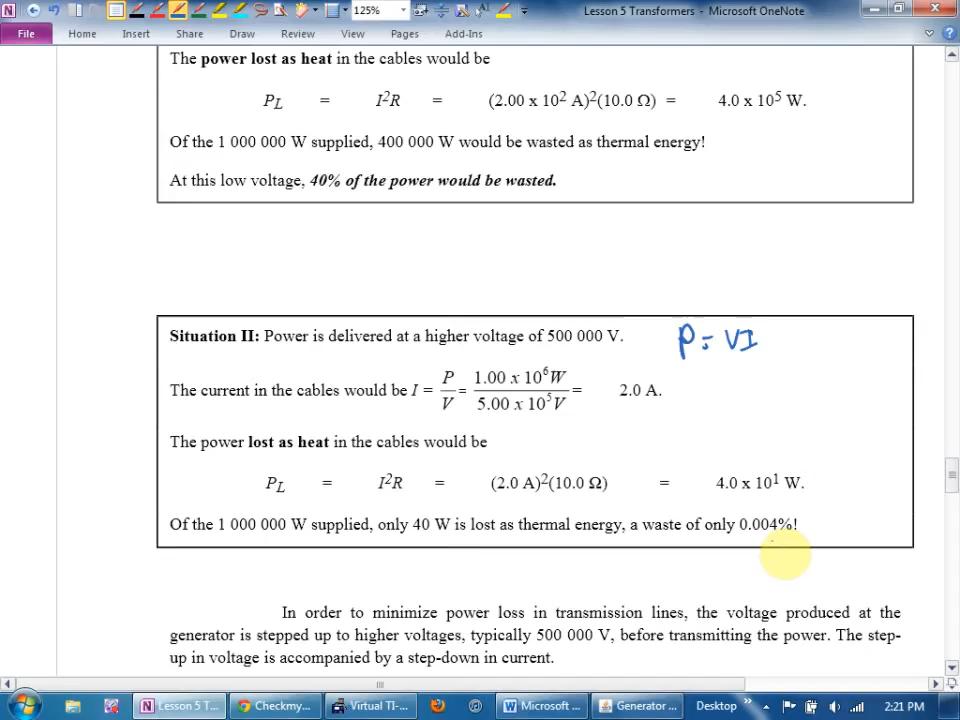 125%
Lesson 5 Transformers - Microsoft OneNote
File Home Insert Draw Review View Pages Add-Ins
The power lost as heat in the cables would be
P_L = I²R = (2.00 x 10² A)²(10.0 Ω) = 4.0 x 10⁵ W.
Of the 1 000 000 W supplied, 400 000 W would be wasted as thermal energy!
At this low voltage, 40% of the power would be wasted.
Situation II: Power is delivered at a higher voltage of 500 000 V.
P = VI
The current in the cables would be I = P/V = 1.00 x 10⁶W / 5.00 x 10⁵V = 2.0 A.
The power lost as heat in the cables would be
P_L = I²R = (2.0 A)²(10.0 Ω) = 4.0 x 10¹ W.
Of the 1 000 000 W supplied, only 40 W is lost as thermal energy, a waste of only 0.004%!
In order to minimize power loss in transmission lines, the voltage produced at the
generator is stepped up to higher voltages, typically 500 000 V, before transmitting the power. The step-
up in voltage is accompanied by a step-down in current.
Lesson 5 T... Checkmy... Virtual TI-... Microsoft ... Generator ... Desktop 2:21 PM